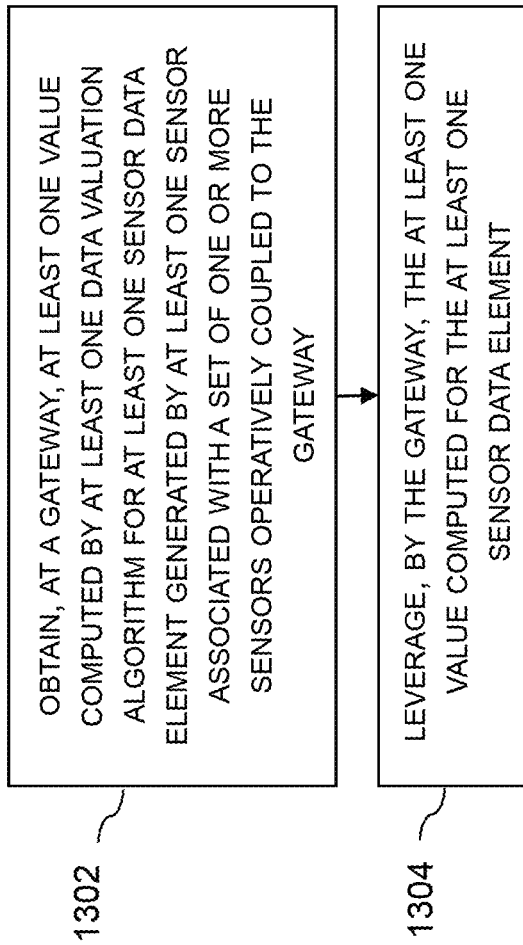 OBTAIN, AT A GATEWAY, AT LEAST ONE VALUE
COMPUTED BY AT LEAST ONE DATA VALUATION
ALGORITHM FOR AT LEAST ONE SENSOR DATA
ELEMENT GENERATED BY AT LEAST ONE SENSOR
ASSOCIATED WITH A SET OF ONE OR MORE
SENSORS OPERATIVELY COUPLED TO THE
GATEWAY
1302
LEVERAGE, BY THE GATEWAY, THE AT LEAST ONE
VALUE COMPUTED FOR THE AT LEAST ONE
SENSOR DATA ELEMENT
1304